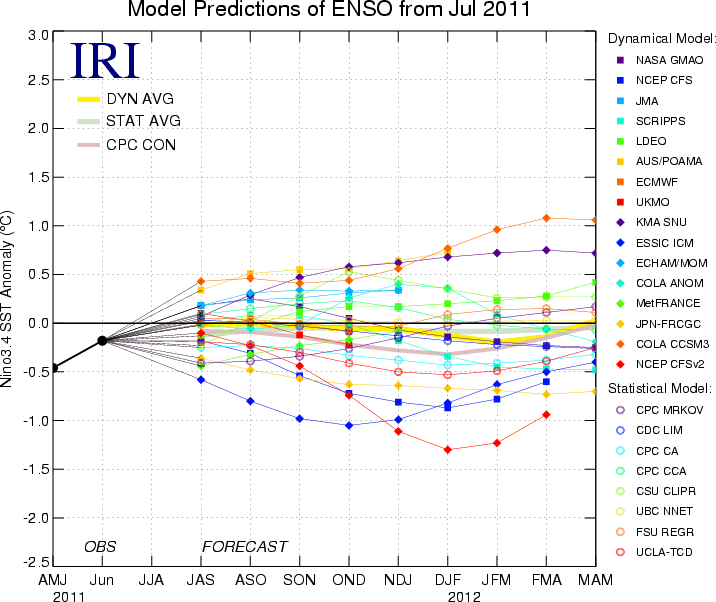 Model Predictions of ENSO from Jul 2011
IRI
DYN AVG
STAT AVG
CPC CON
Nino3.4 SST Anomaly (ºC)
3.0
2.5
2.0
1.5
1.0
0.5
0.0
-0.5
-1.0
-1.5
-2.0
-2.5
OBS
FORECAST
AMJ Jun JJA JAS ASO SON OND NDJ DJF JFM FMA MAM
2011 2012
Dynamical Model:
NASA GMAO
NCEP CFS
JMA
SCRIPPS
LDEO
AUS/POAMA
ECMWF
UKMO
KMA SNU
ESSIC ICM
ECHAM/MOM
COLA ANOM
MetFRANCE
JPN-FRCGC
COLA CCSM3
NCEP CFSv2
Statistical Model:
CPC MRKOV
CDC LIM
CPC CA
CPC CCA
CSU CLIPR
UBC NNET
FSU REGR
UCLA-TCD